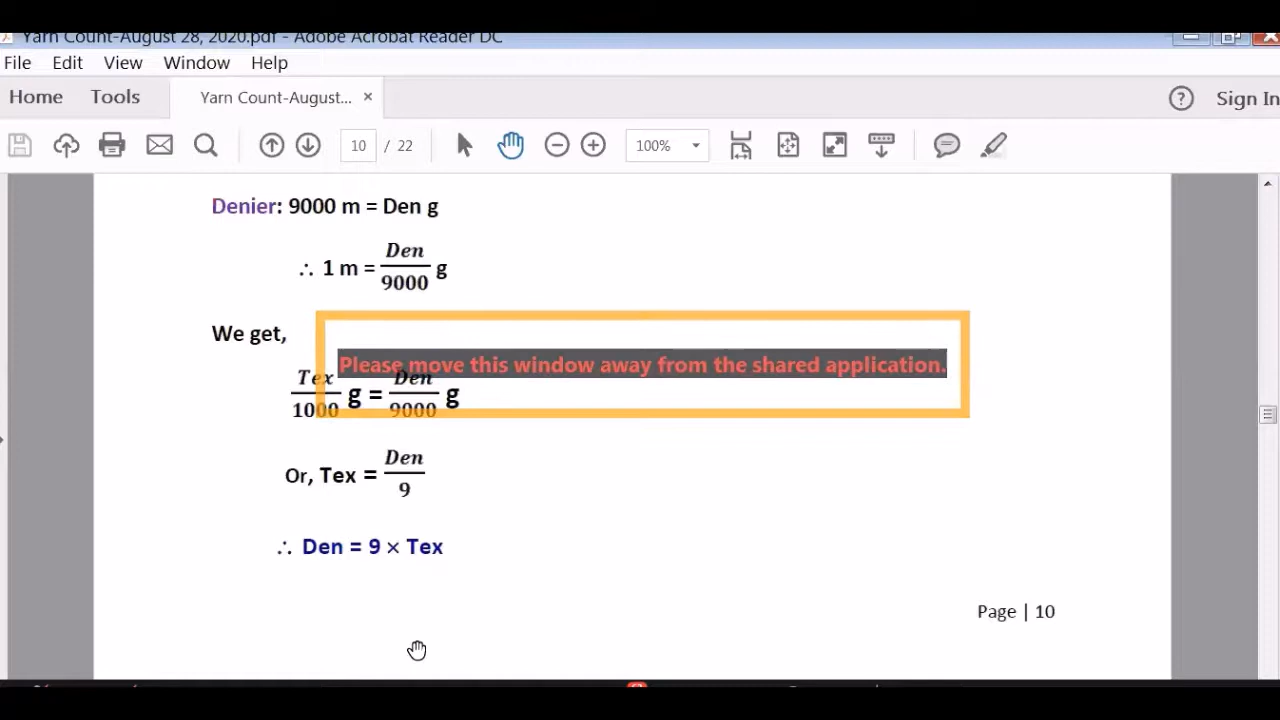 Yarn Count-August 28, 2020.pdf - Adobe Acrobat Reader DC
File Edit View Window Help
Home Tools Yarn Count-August... × ? Sign In
10 / 22 100%
Denier: 9000 m = Den g
∴ 1 m = Den/9000 g
We get,
Please move this window away from the shared application.
Tex/1000 g = Den/9000 g
Or, Tex = Den/9
∴ Den = 9 × Tex
Page | 10